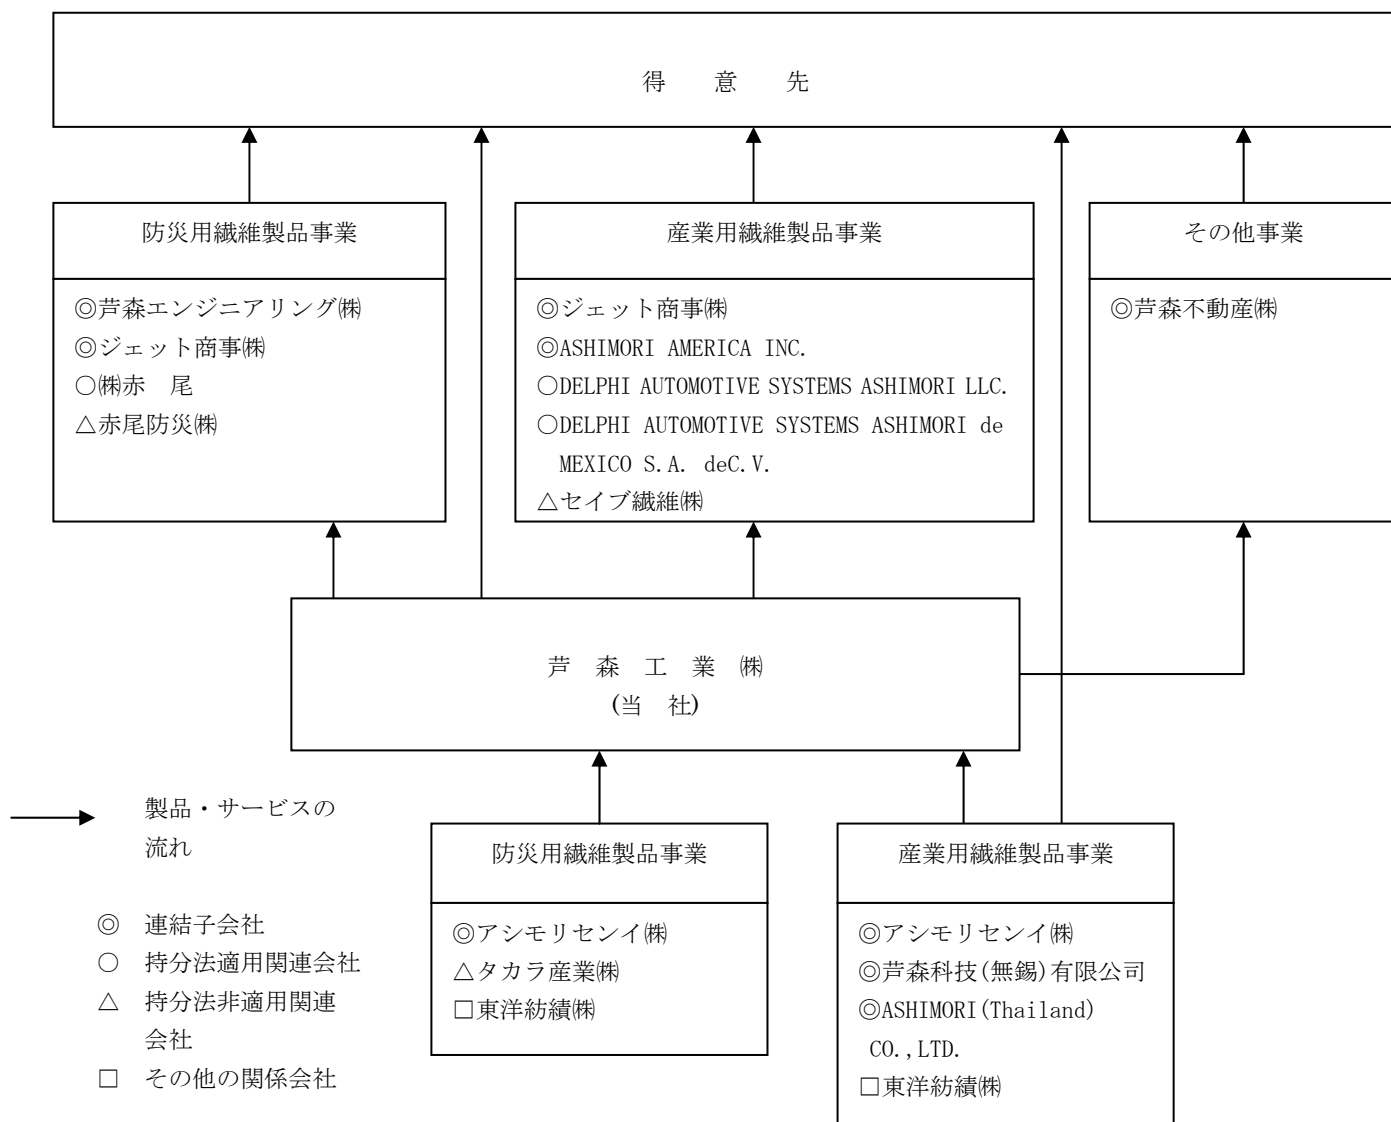 得　意　先
防災用繊維製品事業
◎芦森エンジニアリング㈱
◎ジェット商事㈱
○㈱赤　尾
△赤尾防災㈱
産業用繊維製品事業
◎ジェット商事㈱
◎ASHIMORI AMERICA INC.
○DELPHI AUTOMOTIVE SYSTEMS ASHIMORI LLC.
○DELPHI AUTOMOTIVE SYSTEMS ASHIMORI de
MEXICO S.A. deC.V.
△セイブ繊維㈱
その他事業
◎芦森不動産㈱
芦　森　工　業　㈱
(当　社)
製品・サービスの
流れ
◎　連結子会社
○　持分法適用関連会社
△　持分法非適用関連
会社
□　その他の関係会社
防災用繊維製品事業
◎アシモリセンイ㈱
△タカラ産業㈱
□東洋紡績㈱
産業用繊維製品事業
◎アシモリセンイ㈱
◎芦森科技(無錫)有限公司
◎ASHIMORI(Thailand)
CO.,LTD.
□東洋紡績㈱